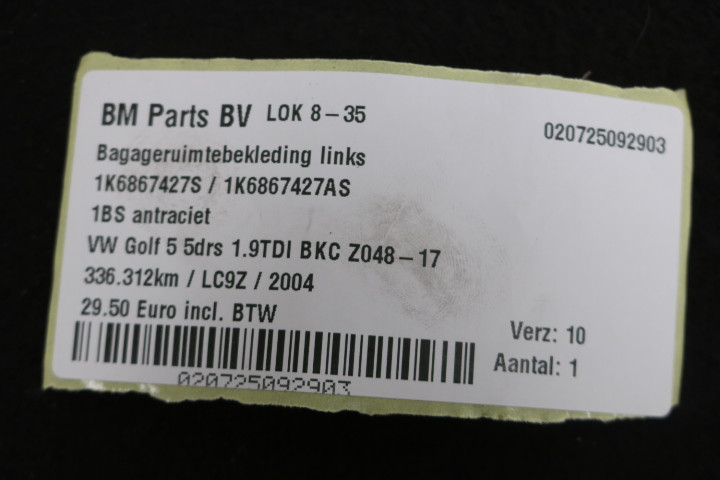 BM Parts BV LOK 8-35
020725092903
Bagageruimtebekleding links
1K6867427S / 1K6867427AS
1BS antraciet
VW Golf 5 5drs 1.9TDI BKC Z048-17
336.312km / LC9Z / 2004
29.50 Euro incl. BTW
Verz: 10
Aantal: 1
020725092903